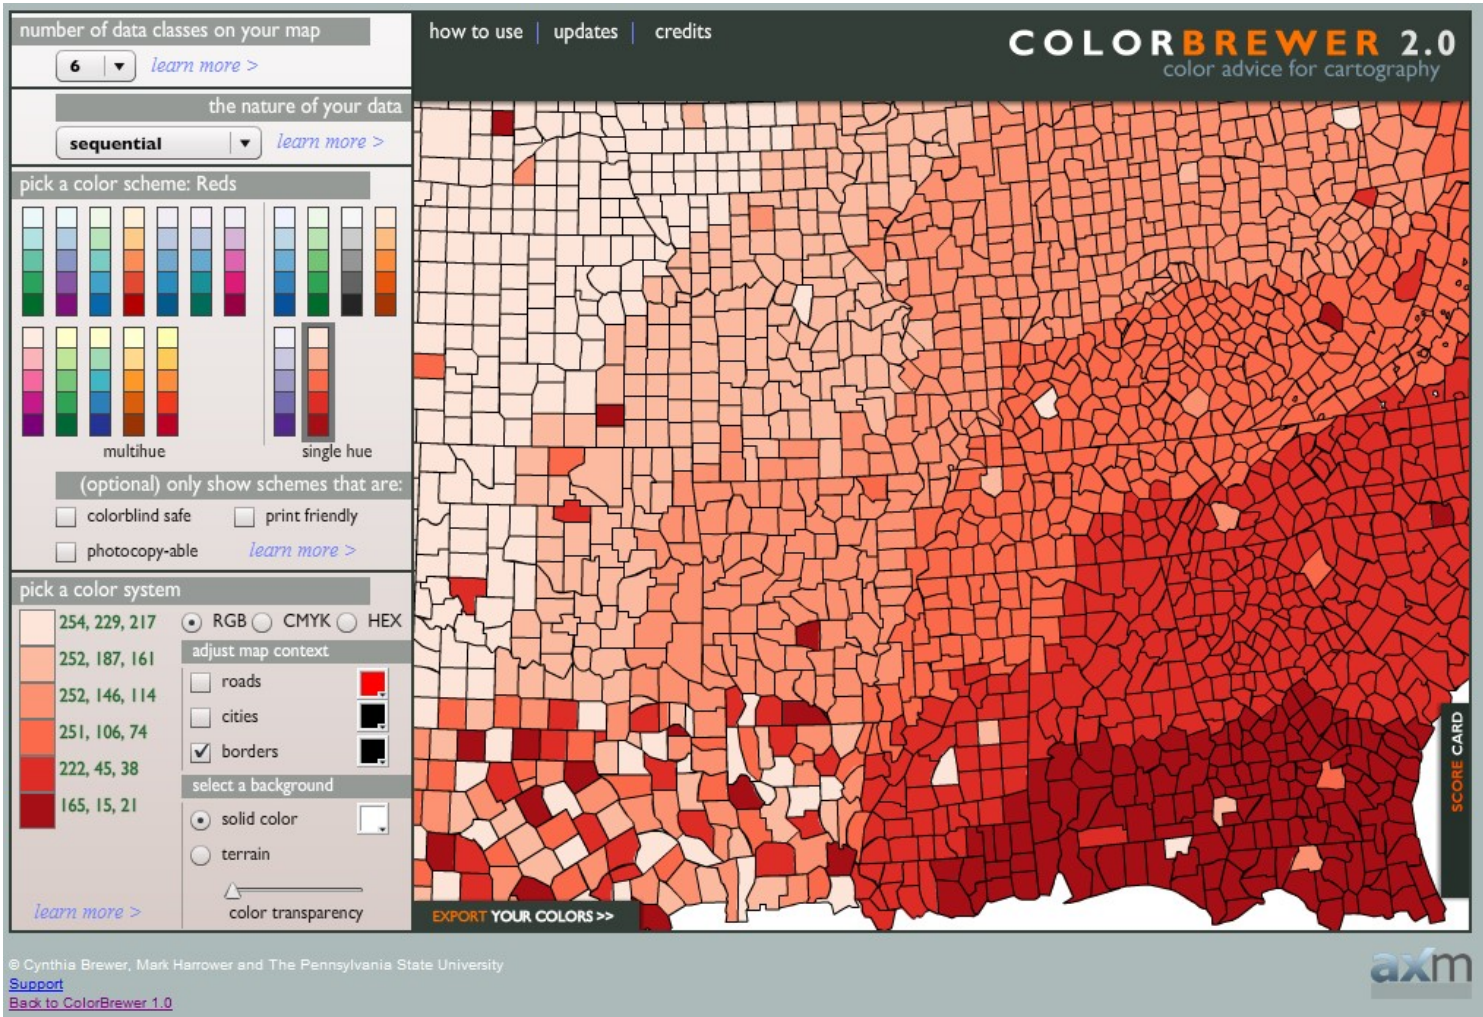 number of data classes on your map
6
learn more >
the nature of your data
sequential
learn more >
pick a color scheme: Reds
multihue
single hue
(optional) only show schemes that are:
colorblind safe
print friendly
photocopy-able
learn more >
pick a color system
254, 229, 217
252, 187, 161
252, 146, 114
251, 106, 74
222, 45, 38
165, 15, 21
learn more >
RGB
CMYK
HEX
adjust map context
roads
cities
borders
select a background
solid color
terrain
color transparency
how to use | updates | credits
COLORBREWER 2.0
color advice for cartography
SCORE CARD
EXPORT YOUR COLORS >>
© Cynthia Brewer, Mark Harrower and The Pennsylvania State University
Support
Back to ColorBrewer 1.0
axm